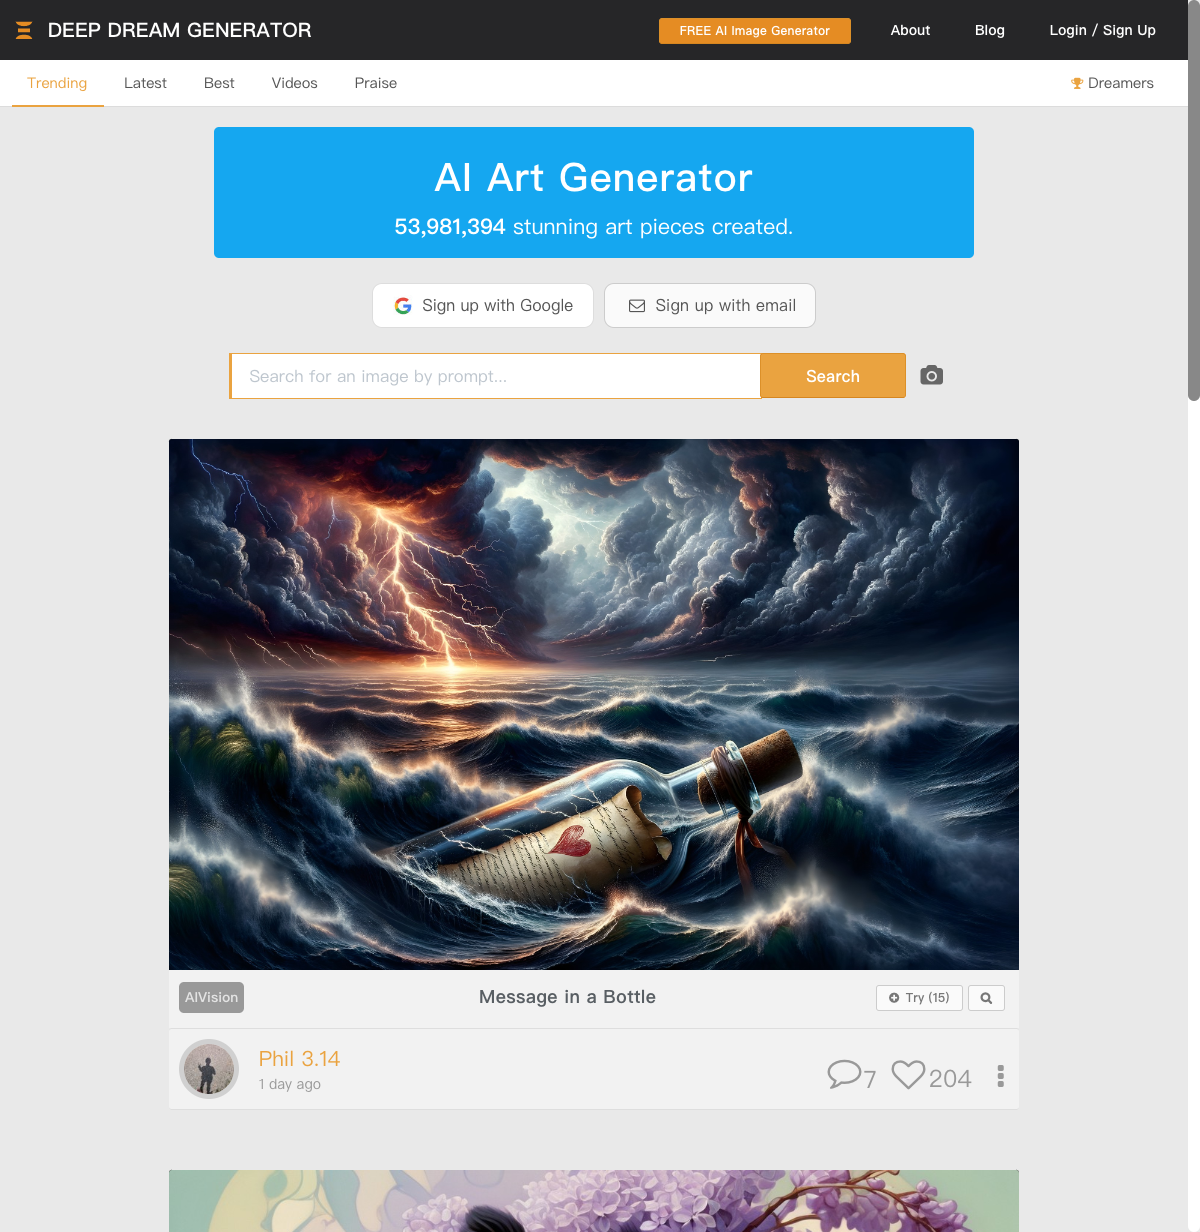 DEEP DREAM GENERATOR
FREE AI Image Generator
About
Blog
Login / Sign Up
Trending
Latest
Best
Videos
Praise
Dreamers
AI Art Generator
53,981,394 stunning art pieces created.
Sign up with Google
Sign up with email
Search for an image by prompt...
Search
AIVision
Message in a Bottle
Try (15)
Phil 3.14
1 day ago
7
204